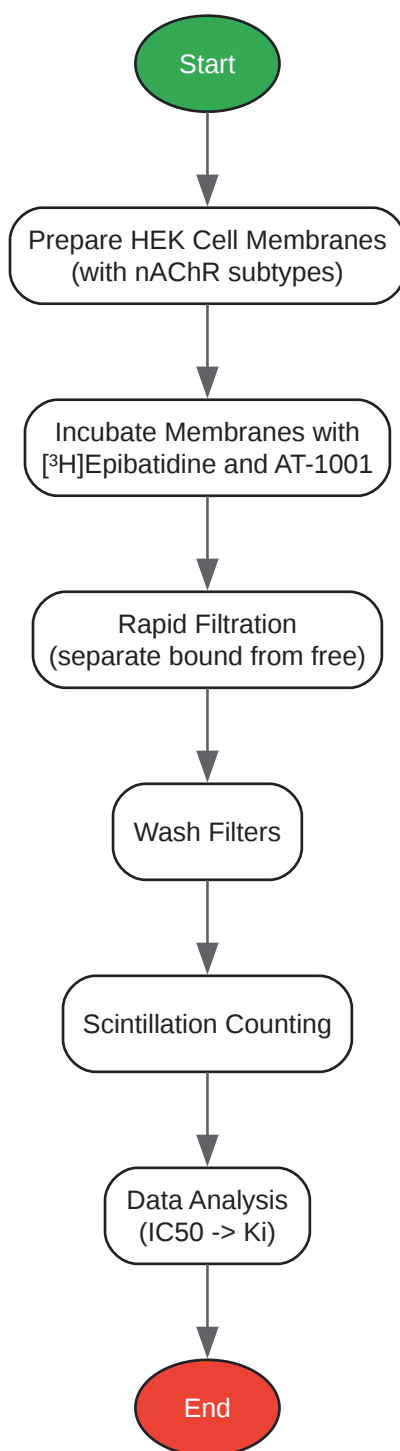 Start
Prepare HEK Cell Membranes
(with nAChR subtypes)
Incubate Membranes with
[³H]Epibatidine and AT-1001
Rapid Filtration
(separate bound from free)
Wash Filters
Scintillation Counting
Data Analysis
(IC50 -> Ki)
End